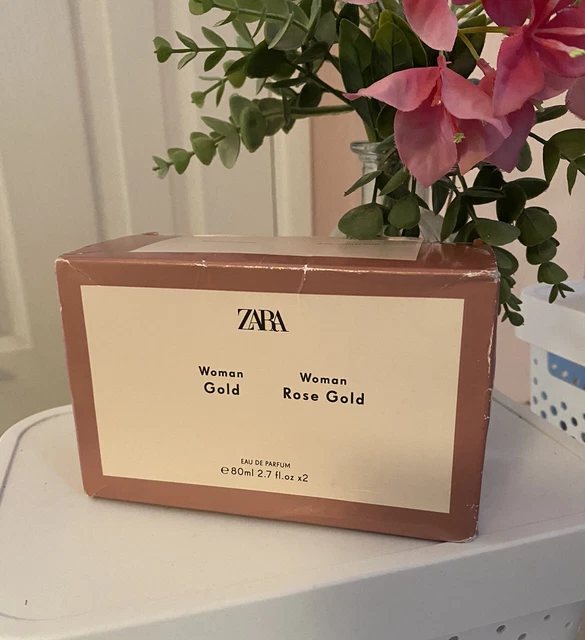 ZARA
Woman
Gold
Woman
Rose Gold
EAU DE PARFUM
℮80ml 2.7 fl.oz x2